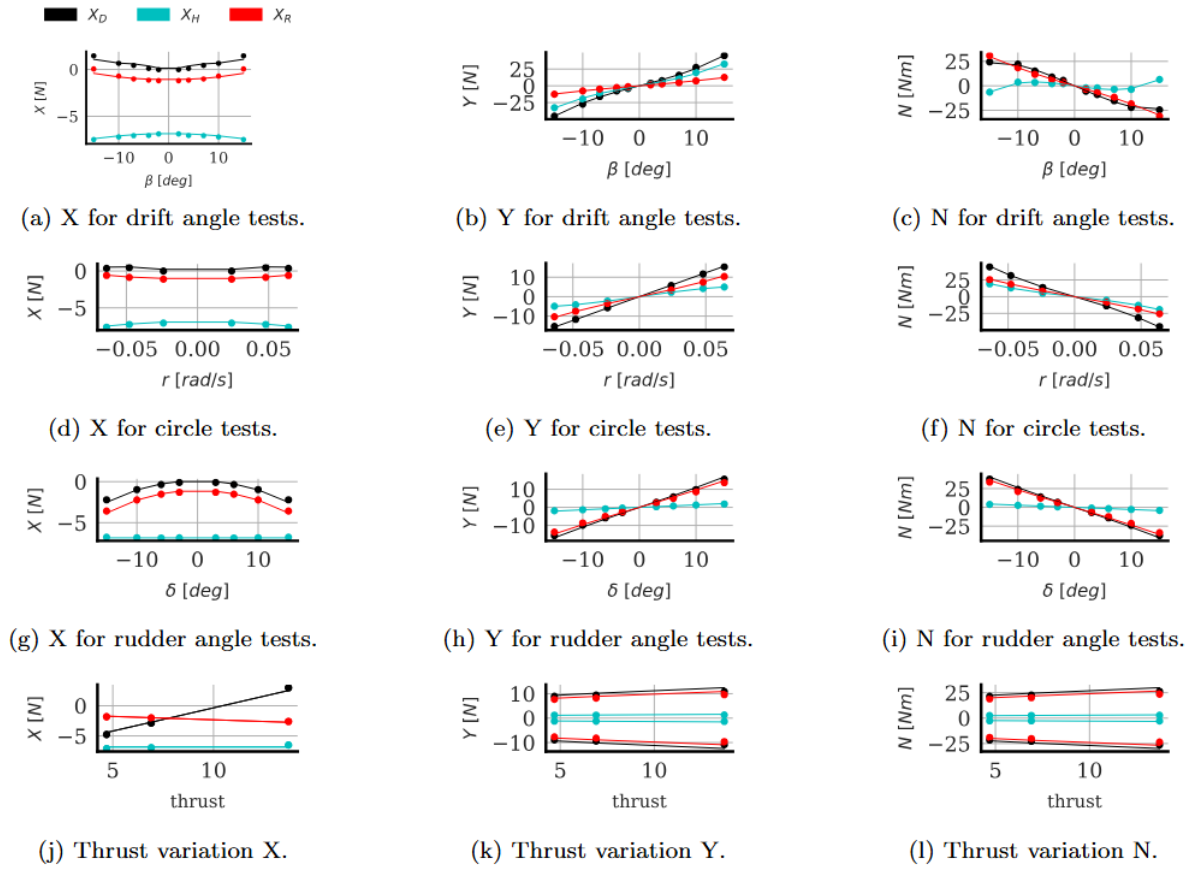 X_D X_H X_R
0
−5
X [N]
−10 0 10
β [deg]
25
0
−25
Y [N]
−10 0 10
β [deg]
25
0
−25
N [Nm]
−10 0 10
β [deg]
(a) X for drift angle tests.
(b) Y for drift angle tests.
(c) N for drift angle tests.
0
−5
X [N]
−0.05 0.00 0.05
r [rad/s]
10
0
−10
Y [N]
−0.05 0.00 0.05
r [rad/s]
25
0
−25
N [Nm]
−0.05 0.00 0.05
r [rad/s]
(d) X for circle tests.
(e) Y for circle tests.
(f) N for circle tests.
0
−5
X [N]
−10 0 10
δ [deg]
10
0
−10
Y [N]
−10 0 10
δ [deg]
25
0
−25
N [Nm]
−10 0 10
δ [deg]
(g) X for rudder angle tests.
(h) Y for rudder angle tests.
(i) N for rudder angle tests.
0
−5
X [N]
5 10
thrust
10
0
−10
Y [N]
5 10
thrust
25
0
−25
N [Nm]
5 10
thrust
(j) Thrust variation X.
(k) Thrust variation Y.
(l) Thrust variation N.